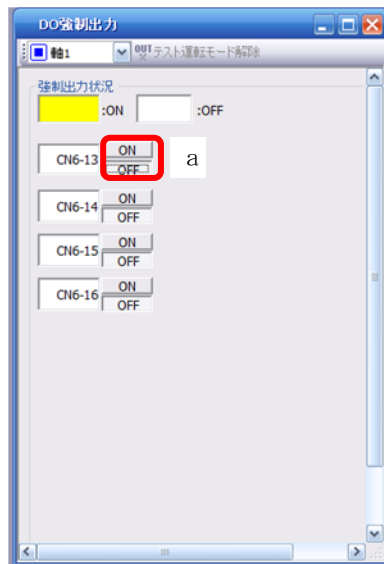 DO強制出力
軸1 OUT テスト運転モード解除
強制出力状況
:ON :OFF
CN6-13 ON OFF a
CN6-14 ON OFF
CN6-15 ON OFF
CN6-16 ON OFF